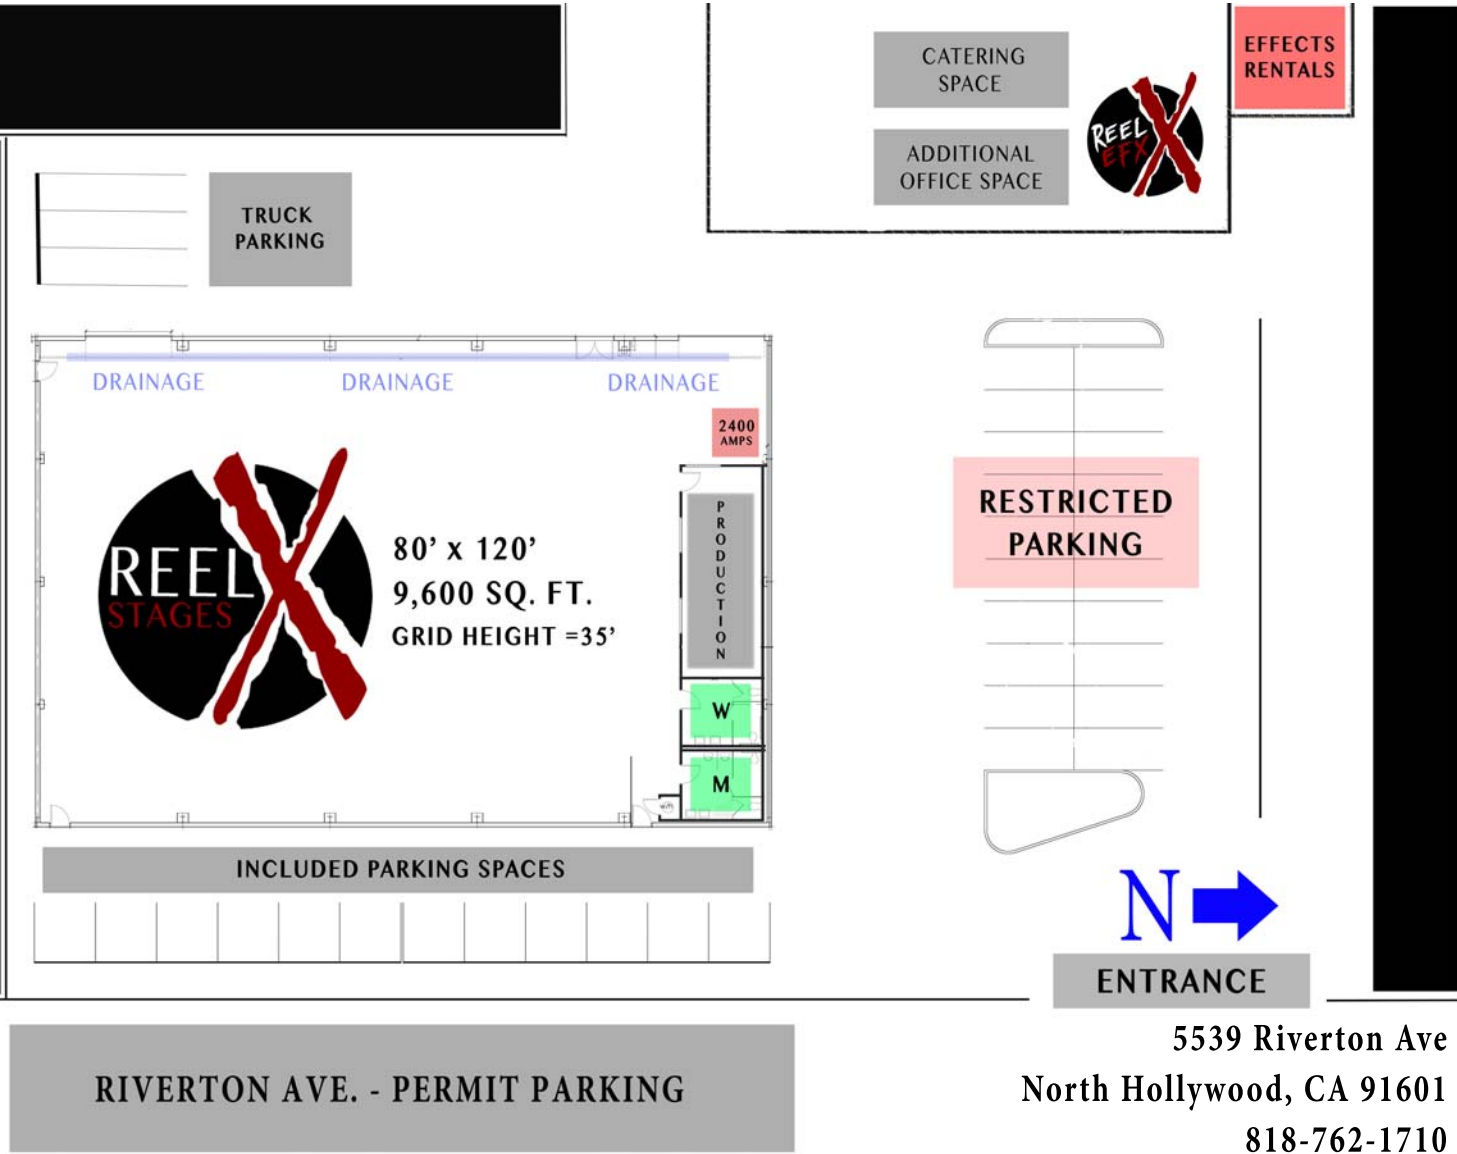 EFFECTS
RENTALS
CATERING
SPACE
REEL
EFX
ADDITIONAL
OFFICE SPACE
TRUCK
PARKING
DRAINAGE
DRAINAGE
DRAINAGE
2400
AMPS
REEL
STAGES
80' x 120'
9,600 SQ. FT.
GRID HEIGHT =35'
PRODUCTION
W
M
RESTRICTED
PARKING
INCLUDED PARKING SPACES
N
ENTRANCE
RIVERTON AVE. - PERMIT PARKING
5539 Riverton Ave
North Hollywood, CA 91601
818-762-1710